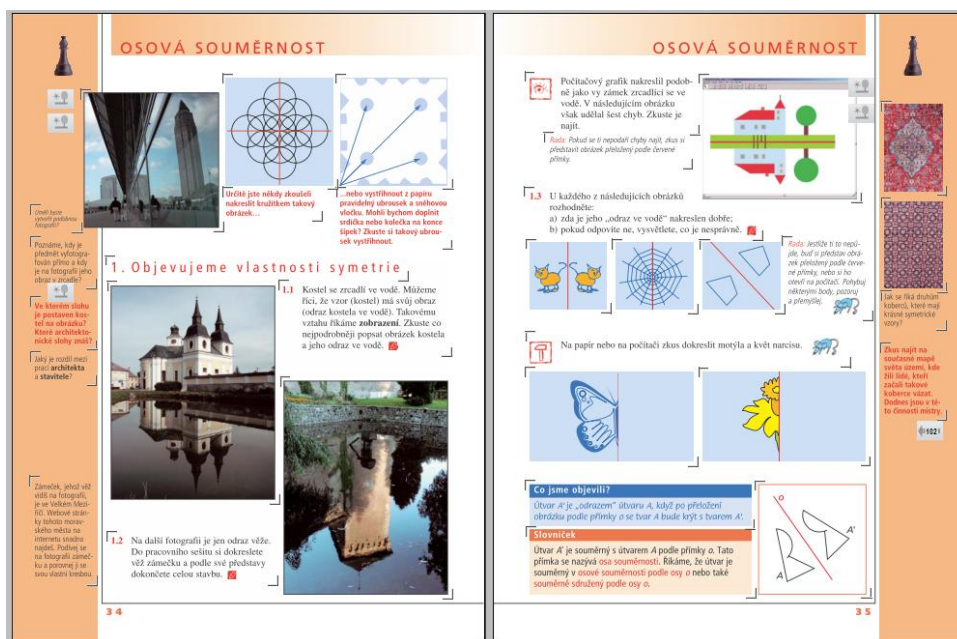 OSOVÁ SOUMĚRNOST
Uměli byste
vytvořit podobnou
fotografii?
Poznáme, kdy je
předmět vyfotogra-
fován přímo a kdy
je na fotografii jeho
obraz v zrcadle?
Ve kterém slohu
je postaven kos-
tel na obrázku?
Které architekto-
nické slohy znáš?
Jaký je rozdíl mezi
prací architekta
a stavitele?
Zámeček, jehož věž
vidíš na fotografii,
je ve Velkém Mezi-
říčí. Webové strán-
ky tohoto morav-
ského města na
internetu snadno
najdeš. Podívej se
na fotografii zámeč-
ku a porovnej ji se
svou vlastní kresbou.
Určitě jste někdy zkoušeli
nakreslit kružítkem takový
obrázek…
…nebo vystřihnout z papíru
pravidelný ubrousek a sněhovou
vločku. Mohli bychom doplnit
srdíčka nebo kolečka na konce
šipek? Zkuste si takový ubrou-
sek vystřihnout.
1. Objevujeme vlastnosti symetrie
1.1 Kostel se zrcadlí ve vodě. Můžeme
říci, že vzor (kostel) má svůj obraz
(odraz kostela ve vodě). Takovému
vztahu říkáme zobrazení. Zkuste co
nejpodrobněji popsat obrázek kostela
a jeho odraz ve vodě.
1.2 Na další fotografii je jen odraz věže.
Do pracovního sešitu si dokreslete
věž zámečku a podle své představy
dokončete celou stavbu.
34
OSOVÁ SOUMĚRNOST
Počítačový grafik nakreslil podob-
ně jako vy zámek zrcadlící se ve
vodě. V následujícím obrázku
však udělal šest chyb. Zkuste je
najít.
Rada: Pokud se ti nepodaří chyby najít, zkus si
představit obrázek přeložený podle červené
přímky.
1.3 U každého z následujících obrázků
rozhodněte:
a) zda je jeho „odraz ve vodě“ nakreslen dobře;
b) pokud odpovíte ne, vysvětlete, co je nesprávně.
Rada: Jestliže ti to nepů-
jde, buď si představ obrá-
zek přeložený podle červe-
né přímky, nebo si ho
otevři na počítači. Pohybuj
některými body, pozoruj
a přemýšlej.
Na papír nebo na počítači zkus dokreslit motýla a květ narcisu.
Co jsme objevili?
Útvar A' je „odrazem“ útvaru A, když po přeložení
obrázku podle přímky o se tvar A bude krýt s tvarem A'.
Slovníček
Útvar A' je souměrný s útvarem A podle přímky o. Tato
přímka se nazývá osa souměrnosti. Říkáme, že útvar je
souměrný v osové souměrnosti podle osy o nebo také
souměrně sdružený podle osy o.
o
A'
A
Jak se říká druhům
koberců, které mají
krásné symetrické
vzory?
Zkus najít na
současné mapě
světa území, kde
žili lidé, kteří
začali takové
koberce vázat.
Dodnes jsou v té-
to činnosti mistry.
102
35